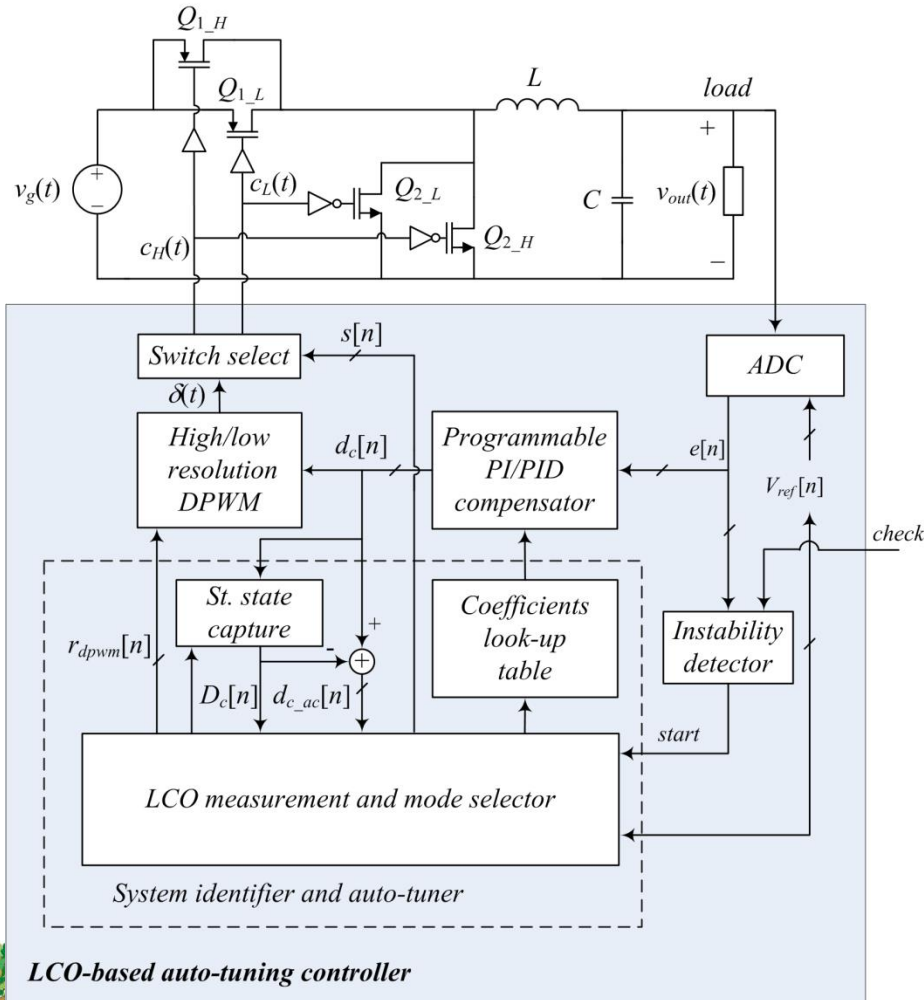 Q1_H
Q1_L
L
load
+
vg(t)
+
−
cL(t)
Q2_L
C
vout(t)
cH(t)
Q2_H
−
Switch select
s[n]
ADC
δ(t)
High/low
resolution
DPWM
dc[n]
Programmable
PI/PID
compensator
e[n]
Vref[n]
check
St. state
capture
Coefficients
look-up
table
Instability
detector
rdpwm[n]
+
-
+
Dc[n]
dc_ac[n]
start
LCO measurement and mode selector
System identifier and auto-tuner
LCO-based auto-tuning controller